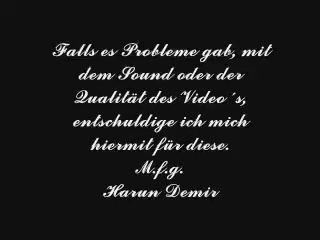 Falls es Probleme gab, mit
dem Sound oder der
Qualität des Video´s,
entschuldige ich mich
hiermit für diese.
M.f.g.
Harun Demir